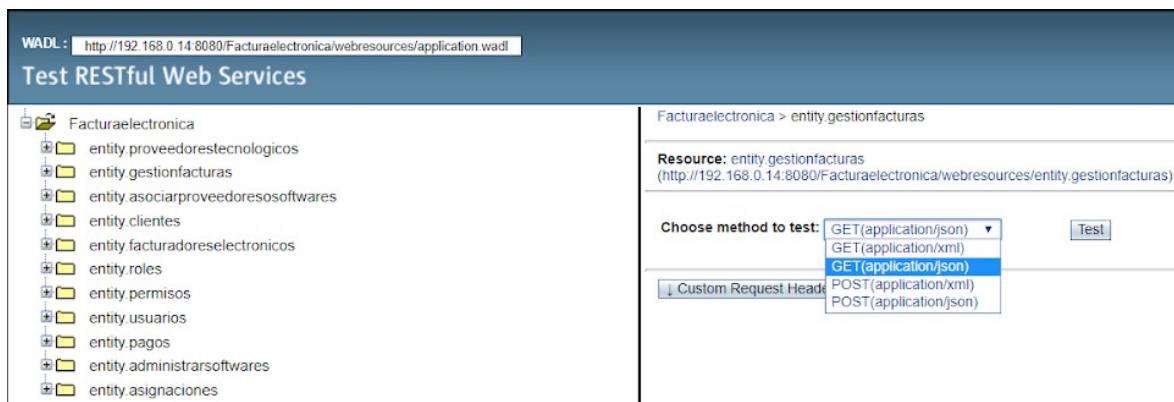 WADL : http://192.168.0.14:8080/Facturaelectronica/webresources/application.wadl
Test RESTful Web Services
Facturaelectronica
entity.proveedorestecnologicos
entity.gestionfacturas
entity.asociarproveedoresosoftwares
entity.clientes
entity.facturadoreselectronicos
entity.roles
entity.permisos
entity.usuarios
entity.pagos
entity.administrarsoftwares
entity.asignaciones
Facturaelectronica > entity.gestionfacturas
Resource: entity.gestionfacturas
(http://192.168.0.14:8080/Facturaelectronica/webresources/entity.gestionfacturas)
Choose method to test: GET(application/json) Test
GET(application/xml)
GET(application/json)
POST(application/xml)
POST(application/json)
↓ Custom Request Heade